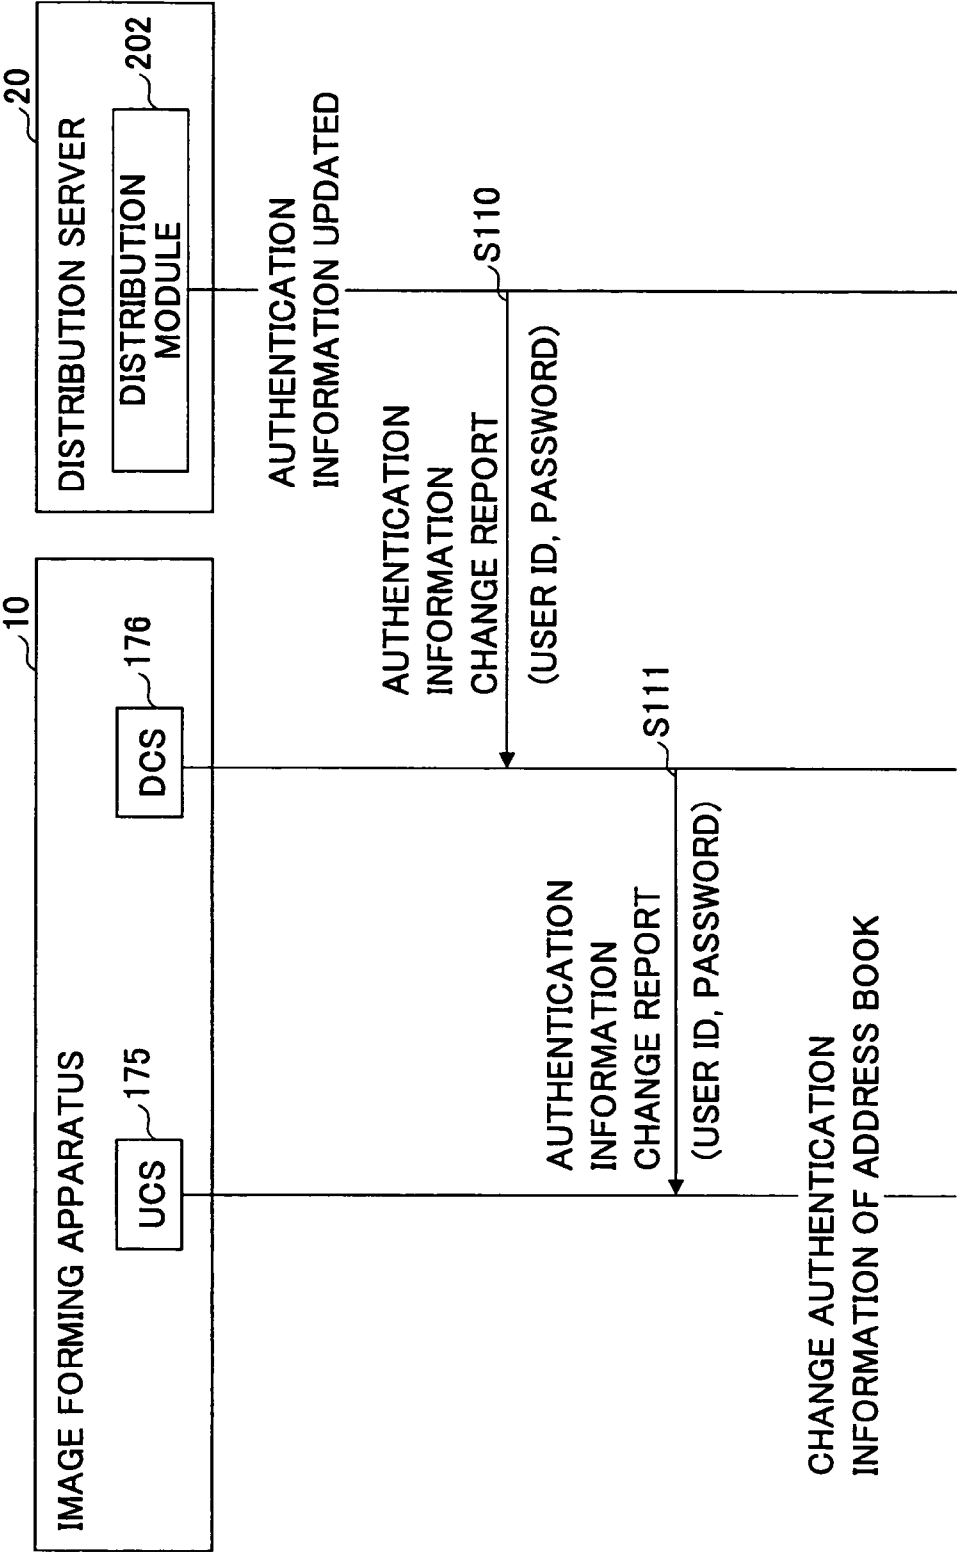 10
20
IMAGE FORMING APPARATUS
DISTRIBUTION SERVER
UCS
175
DCS
176
DISTRIBUTION
MODULE
202
AUTHENTICATION
INFORMATION UPDATED
AUTHENTICATION
INFORMATION
CHANGE REPORT
S110
(USER ID, PASSWORD)
AUTHENTICATION
INFORMATION
CHANGE REPORT
S111
(USER ID, PASSWORD)
CHANGE AUTHENTICATION
INFORMATION OF ADDRESS BOOK